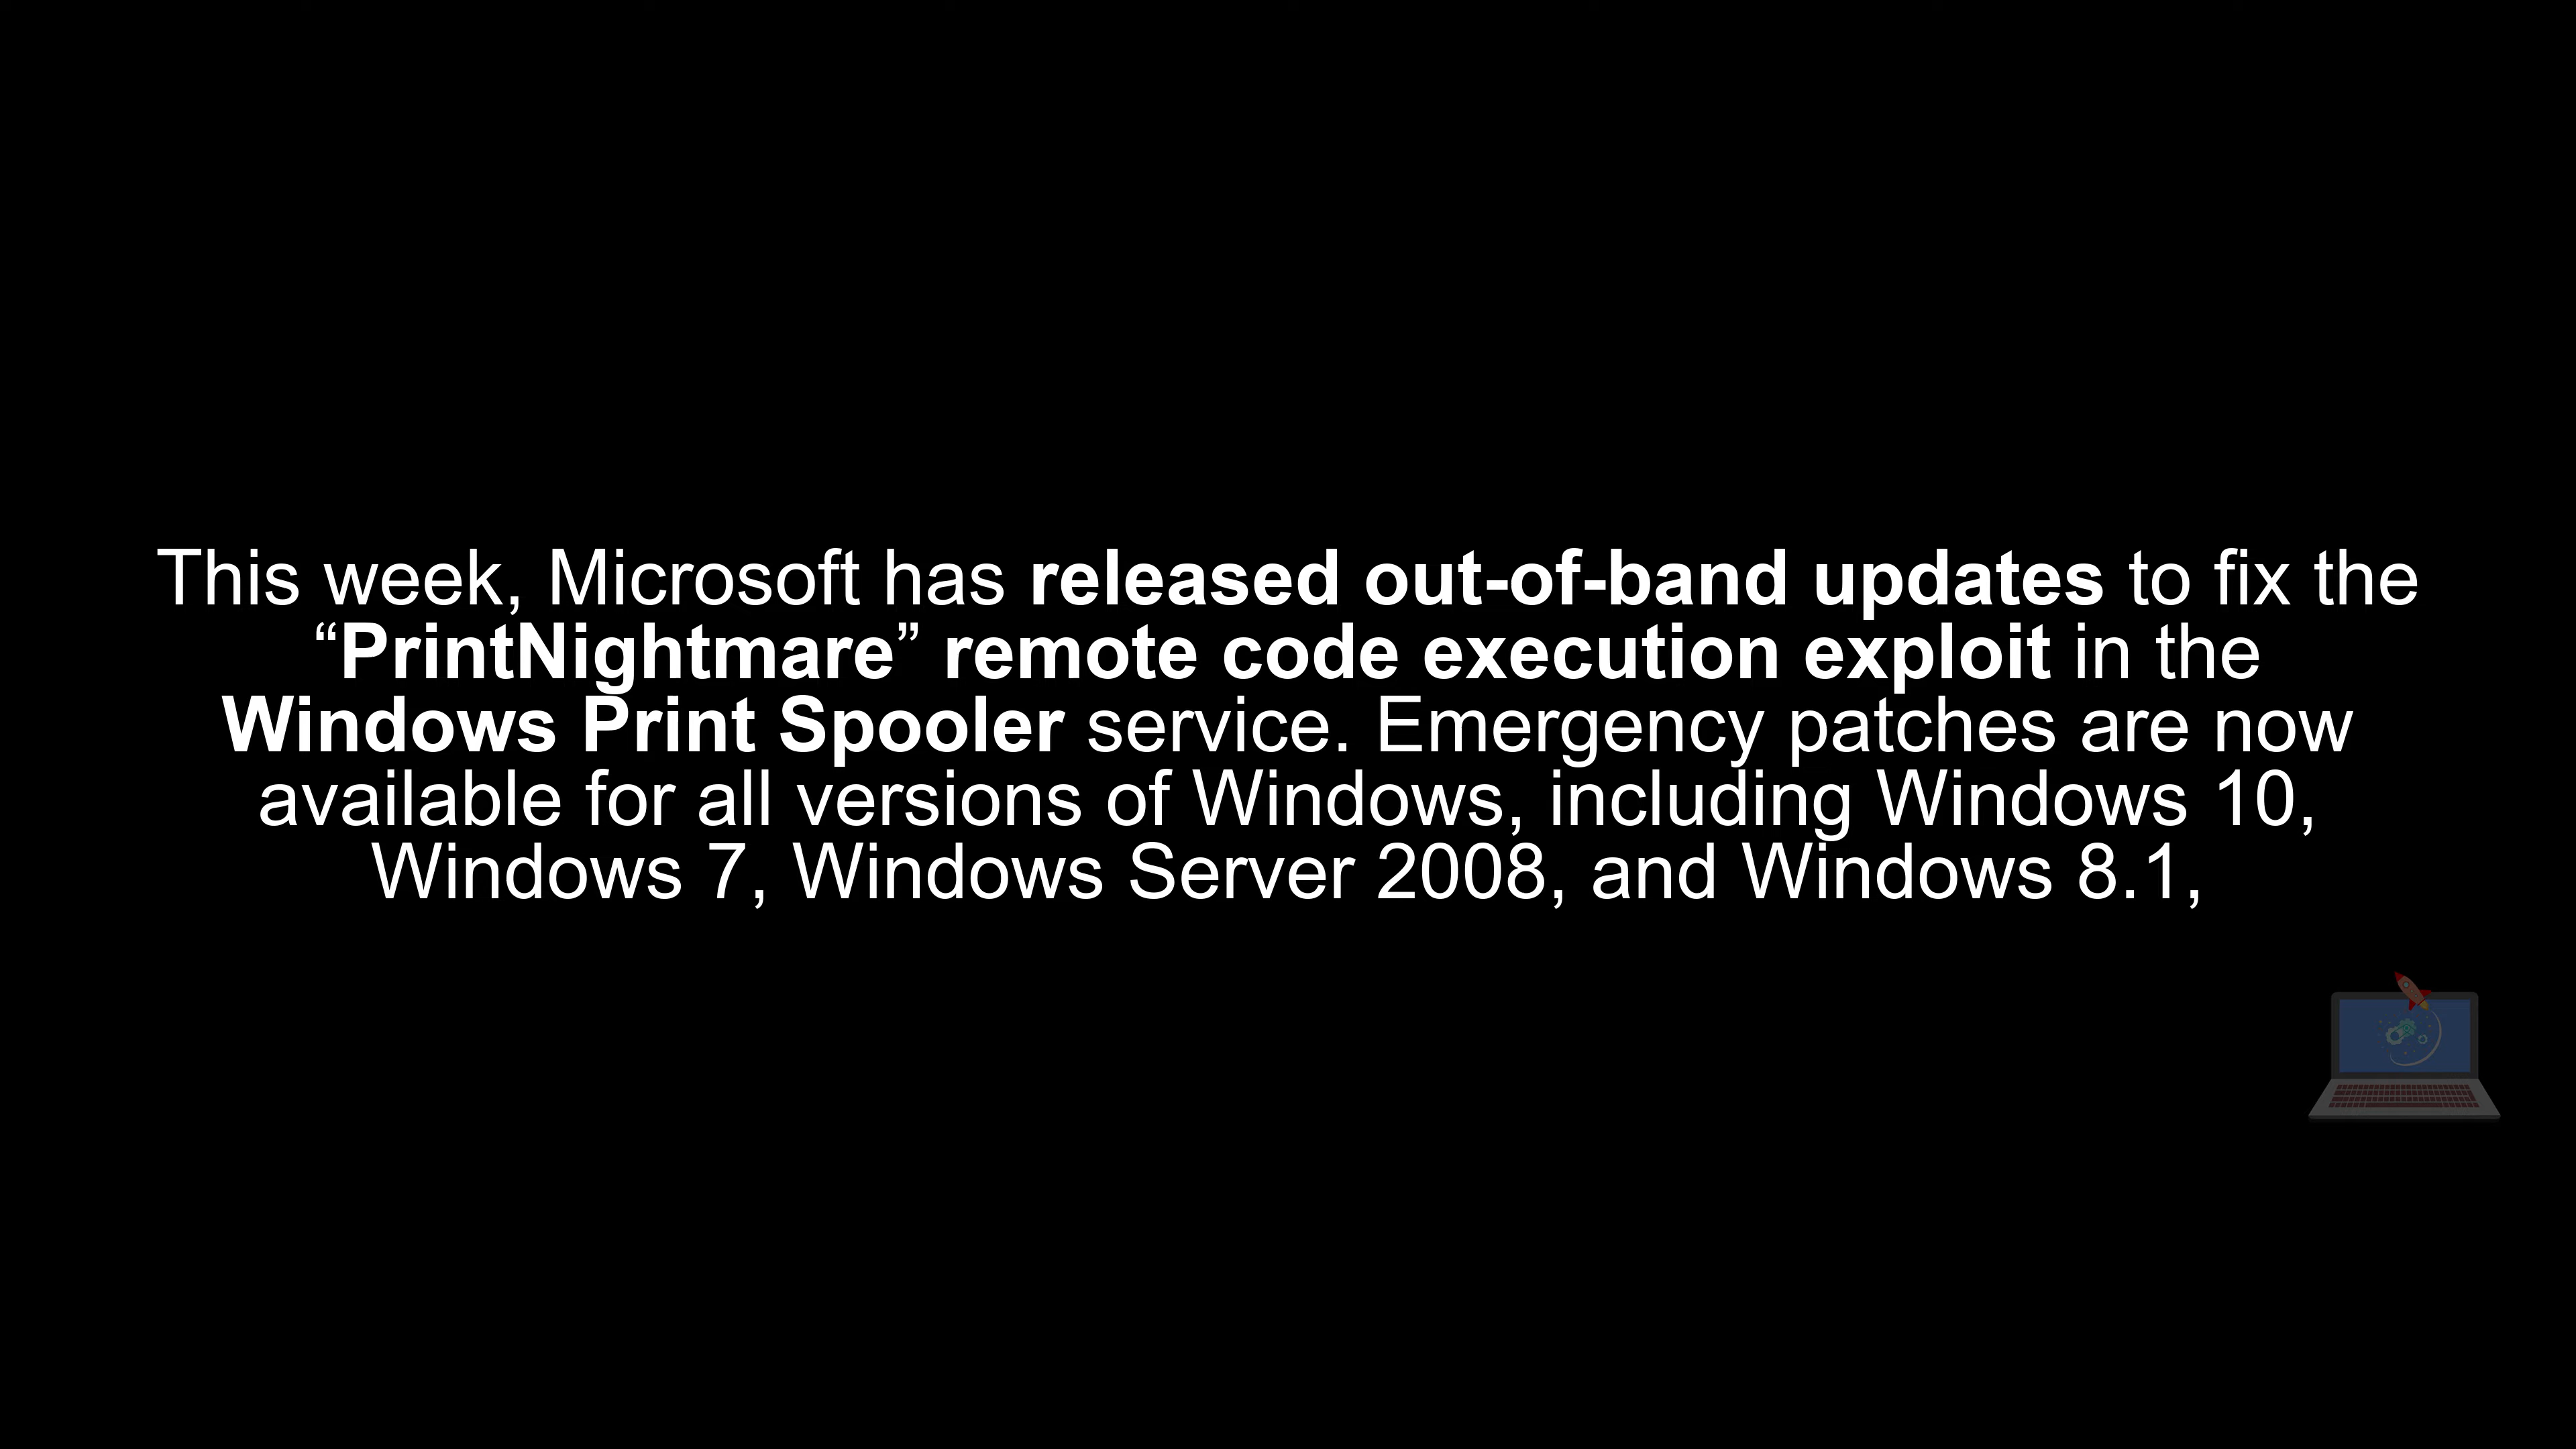 This week, Microsoft has released out-of-band updates to fix the
“PrintNightmare” remote code execution exploit in the
Windows Print Spooler service. Emergency patches are now
available for all versions of Windows, including Windows 10,
Windows 7, Windows Server 2008, and Windows 8.1,